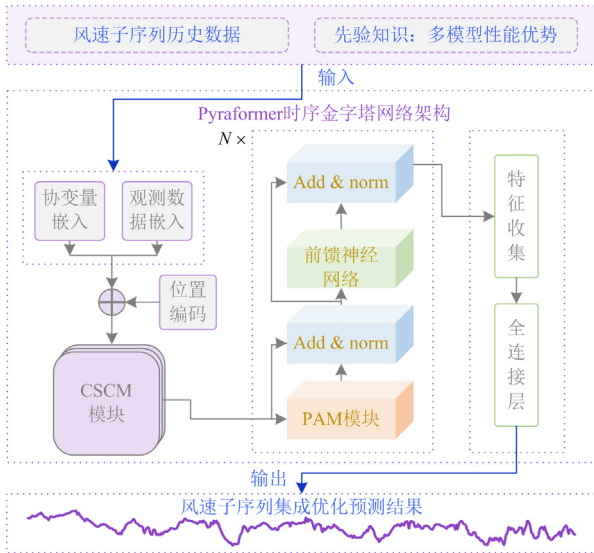 风速子序列历史数据
先验知识：多模型性能优势
输入
Pyraformer时序金字塔网络架构
N ×
协变量
嵌入
观测数
据嵌入
位置
编码
CSCM
模块
Add & norm
前馈神经
网络
Add & norm
PAM模块
特
征
收
集
全
连
接
层
输出
风速子序列集成优化预测结果